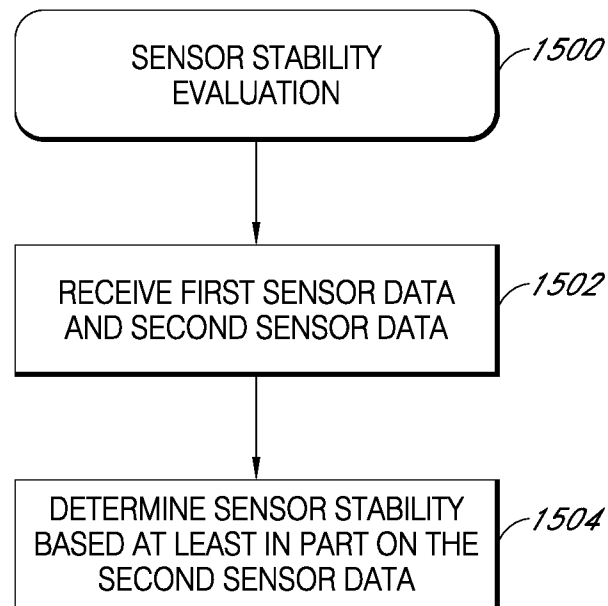 SENSOR STABILITY
EVALUATION
1500
RECEIVE FIRST SENSOR DATA
AND SECOND SENSOR DATA
1502
DETERMINE SENSOR STABILITY
BASED AT LEAST IN PART ON THE
SECOND SENSOR DATA
1504